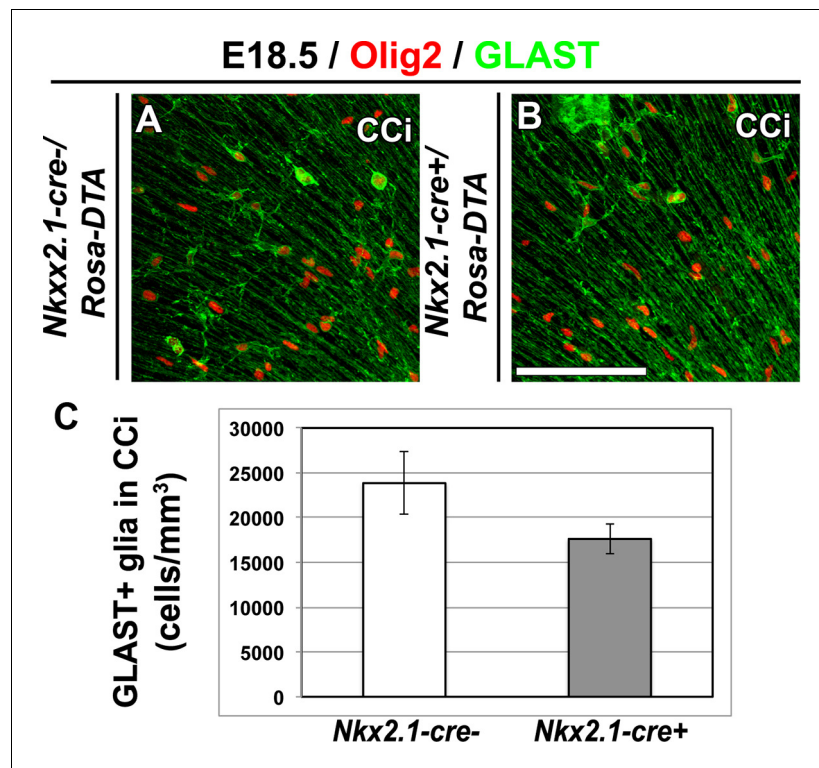 E18.5 / Olig2 / GLAST
Nkxx2.1-cre-/
Rosa-DTA
A
CCi
Nkx2.1-cre+/
Rosa-DTA
B
CCi
C
GLAST+ glia in CCi
(cells/mm³)
30000
25000
20000
15000
10000
5000
0
Nkx2.1-cre-
Nkx2.1-cre+